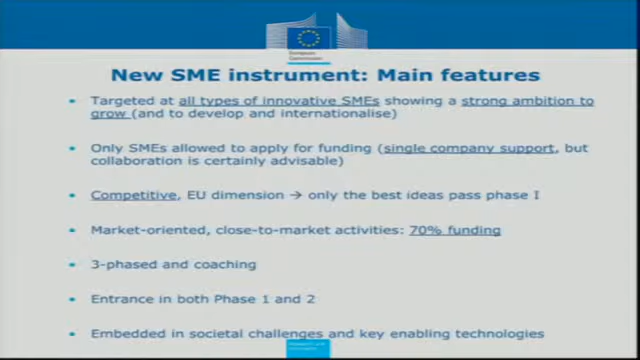 European
Commission
New SME instrument: Main features
• Targeted at all types of innovative SMEs showing a strong ambition to
grow (and to develop and internationalise)
• Only SMEs allowed to apply for funding (single company support, but
collaboration is certainly advisable)
• Competitive, EU dimension → only the best ideas pass phase I
• Market-oriented, close-to-market activities: 70% funding
• 3-phased and coaching
• Entrance in both Phase 1 and 2
• Embedded in societal challenges and key enabling technologies